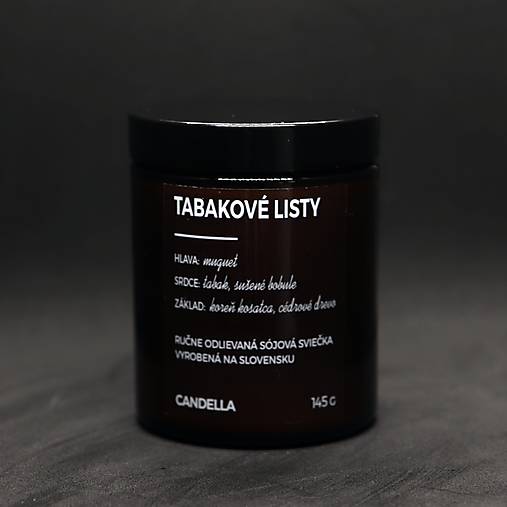 TABAKOVÉ LISTY
HLAVA: muguet
SRDCE: tabak, sušené bobule
ZÁKLAD: koreň kosatca, cédrové drevo
RUČNE ODLIEVANÁ SÓJOVÁ SVIEČKA
VYROBENÁ NA SLOVENSKU
CANDELLA 145 G